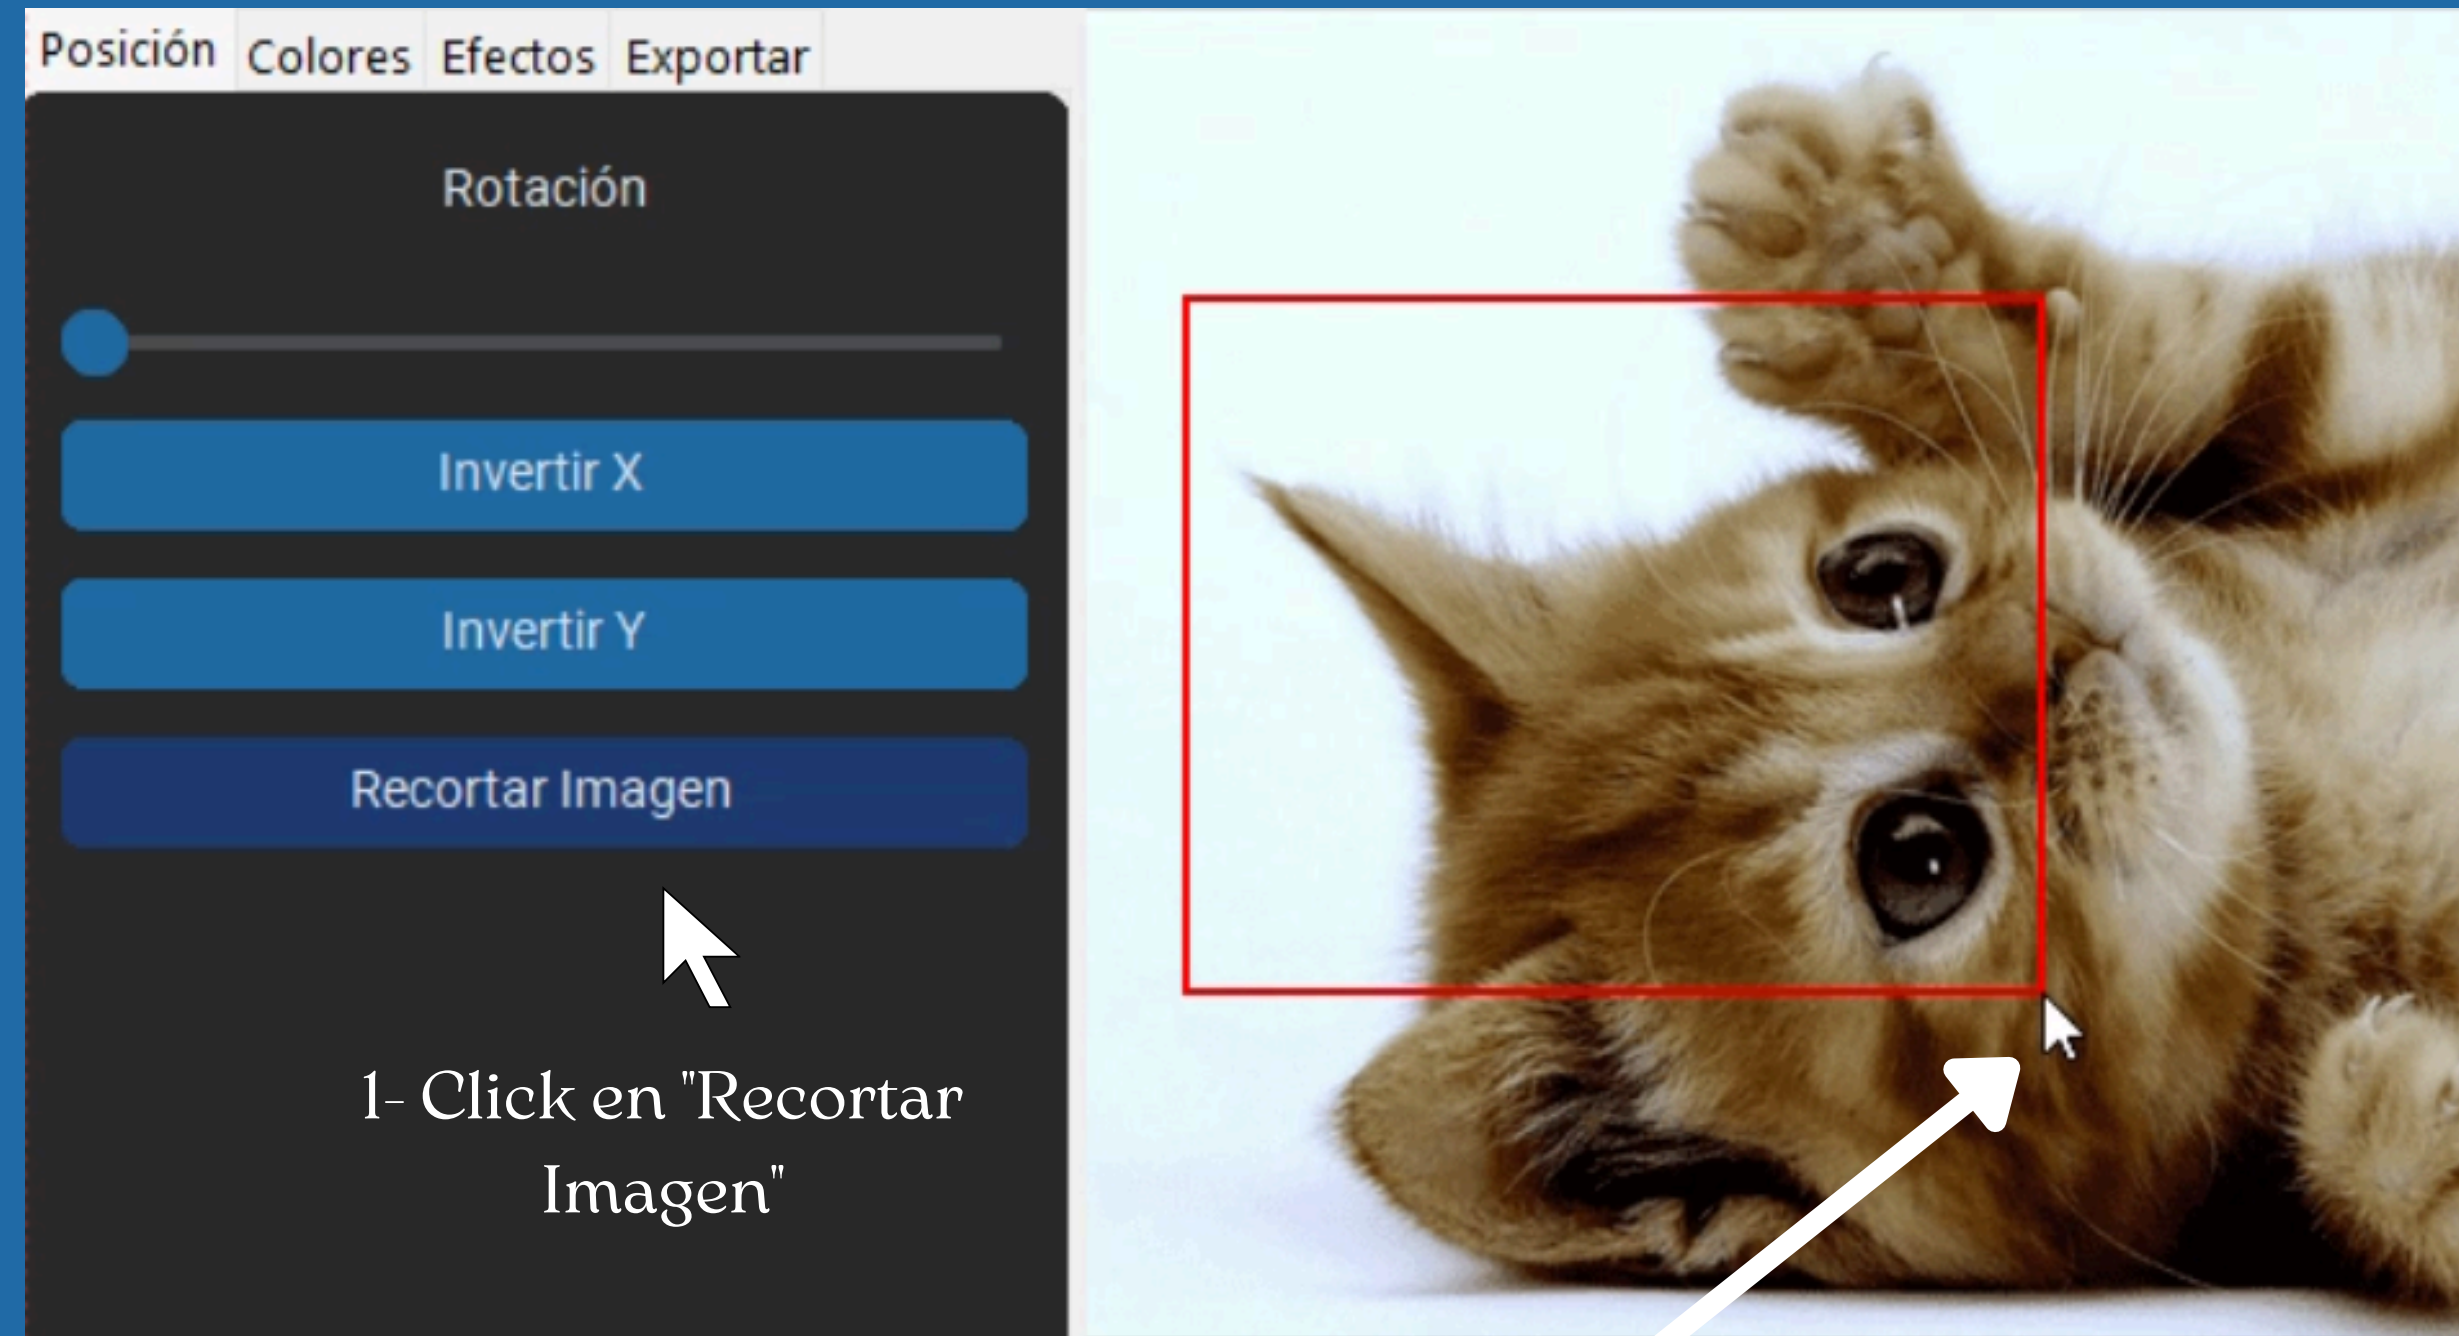 Posición Colores Efectos Exportar
Rotación
Invertir X
Invertir Y
Recortar Imagen
1- Click en "Recortar
Imagen"